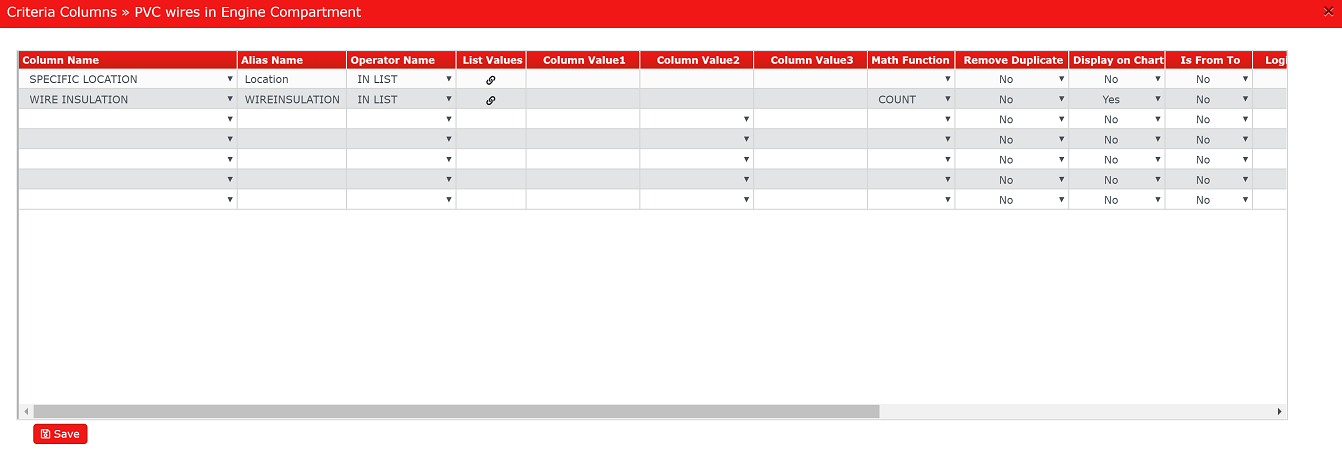 Criteria Columns » PVC wires in Engine Compartment
Column Name Alias Name Operator Name List Values Column Value1 Column Value2 Column Value3 Math Function Remove Duplicate Display on Chart Is From To Logi
SPECIFIC LOCATION Location IN LIST No No No
WIRE INSULATION WIREINSULATION IN LIST COUNT No Yes No
No No No
No No No
No No No
No No No
No No No
Save